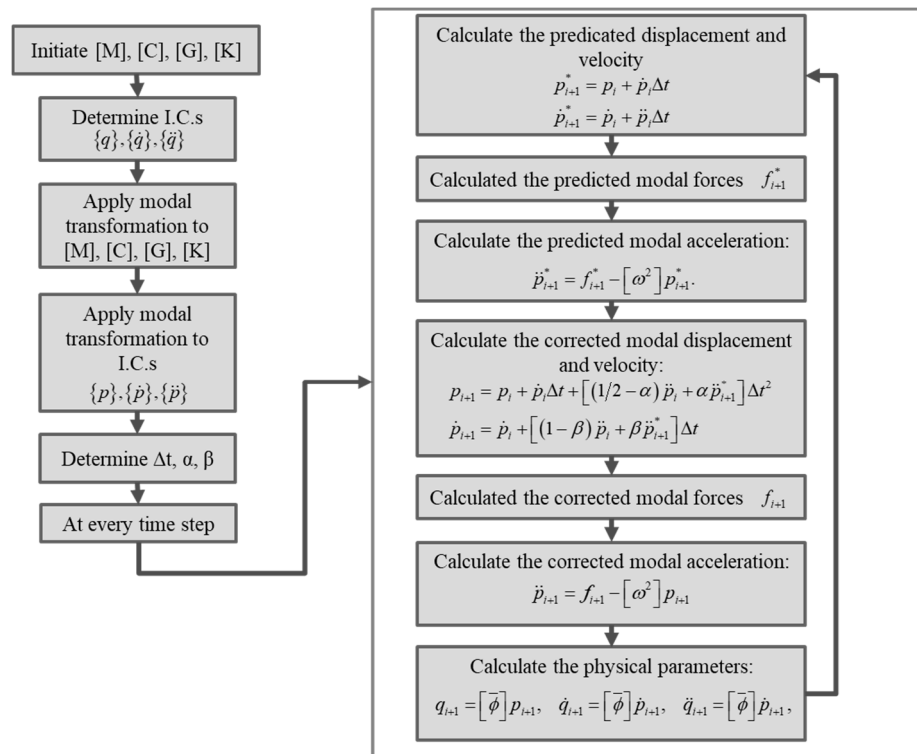 Initiate [M], [C], [G], [K]
Determine I.C.s
{q},{q̇},{q̈}
Apply modal
transformation to
[M], [C], [G], [K]
Apply modal
transformation to
I.C.s
{p},{ṗ},{p̈}
Determine Δt, α, β
At every time step
Calculate the predicated displacement and
velocity
p*ᵢ₊₁ = pᵢ + ṗᵢΔt
ṗ*ᵢ₊₁ = ṗᵢ + p̈ᵢΔt
Calculated the predicted modal forces f*ᵢ₊₁
Calculate the predicted modal acceleration:
p̈*ᵢ₊₁ = f*ᵢ₊₁ − [ω²] p*ᵢ₊₁.
Calculate the corrected modal displacement
and velocity:
pᵢ₊₁ = pᵢ + ṗᵢΔt + [(1/2 − α) p̈ᵢ + αp̈*ᵢ₊₁] Δt²
ṗᵢ₊₁ = ṗᵢ + [(1 − β) p̈ᵢ + βp̈*ᵢ₊₁] Δt
Calculated the corrected modal forces fᵢ₊₁
Calculate the corrected modal acceleration:
p̈ᵢ₊₁ = fᵢ₊₁ − [ω²] pᵢ₊₁
Calculate the physical parameters:
qᵢ₊₁ = [ϕ̄] pᵢ₊₁, q̇ᵢ₊₁ = [ϕ̄] ṗᵢ₊₁, q̈ᵢ₊₁ = [ϕ̄] ṗᵢ₊₁,